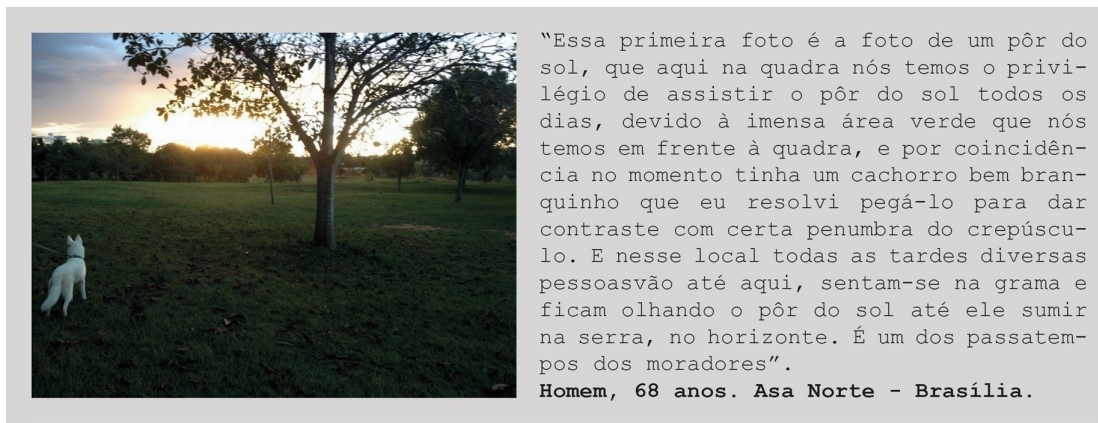 “Essa primeira foto é a foto de um pôr do
sol, que aqui na quadra nós temos o privi-
légio de assistir o pôr do sol todos os
dias, devido à imensa área verde que nós
temos em frente à quadra, e por coincidên-
cia no momento tinha um cachorro bem bran-
quinho que eu resolvi pegá-lo para dar
contraste com certa penumbra do crepúscu-
lo. E nesse local todas as tardes diversas
pessoasvão até aqui, sentam-se na grama e
ficam olhando o pôr do sol até ele sumir
na serra, no horizonte. É um dos passatem-
pos dos moradores”.
Homem, 68 anos. Asa Norte - Brasília.